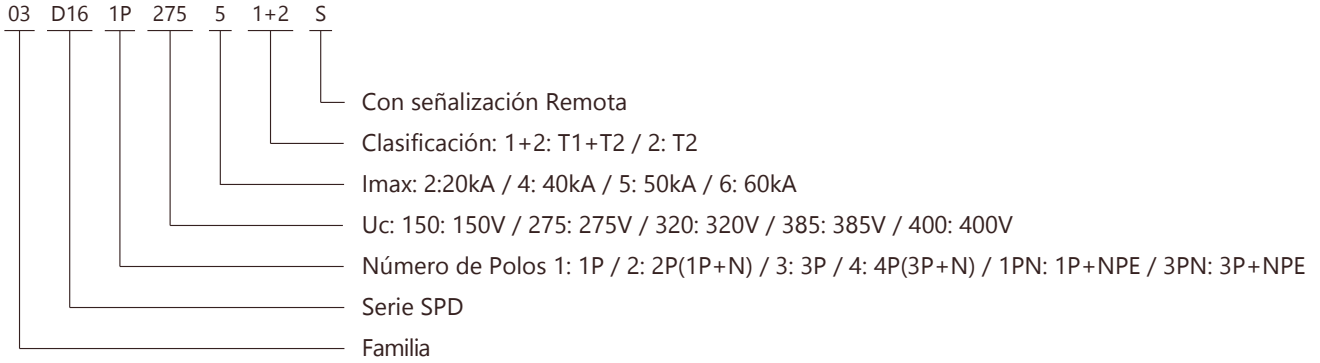 03 D16 1P 275 5 1+2 S
Con señalización Remota
Clasificación: 1+2: T1+T2 / 2: T2
Imax: 2:20kA / 4: 40kA / 5: 50kA / 6: 60kA
Uc: 150: 150V / 275: 275V / 320: 320V / 385: 385V / 400: 400V
Número de Polos 1: 1P / 2: 2P(1P+N) / 3: 3P / 4: 4P(3P+N) / 1PN: 1P+NPE / 3PN: 3P+NPE
Serie SPD
Familia